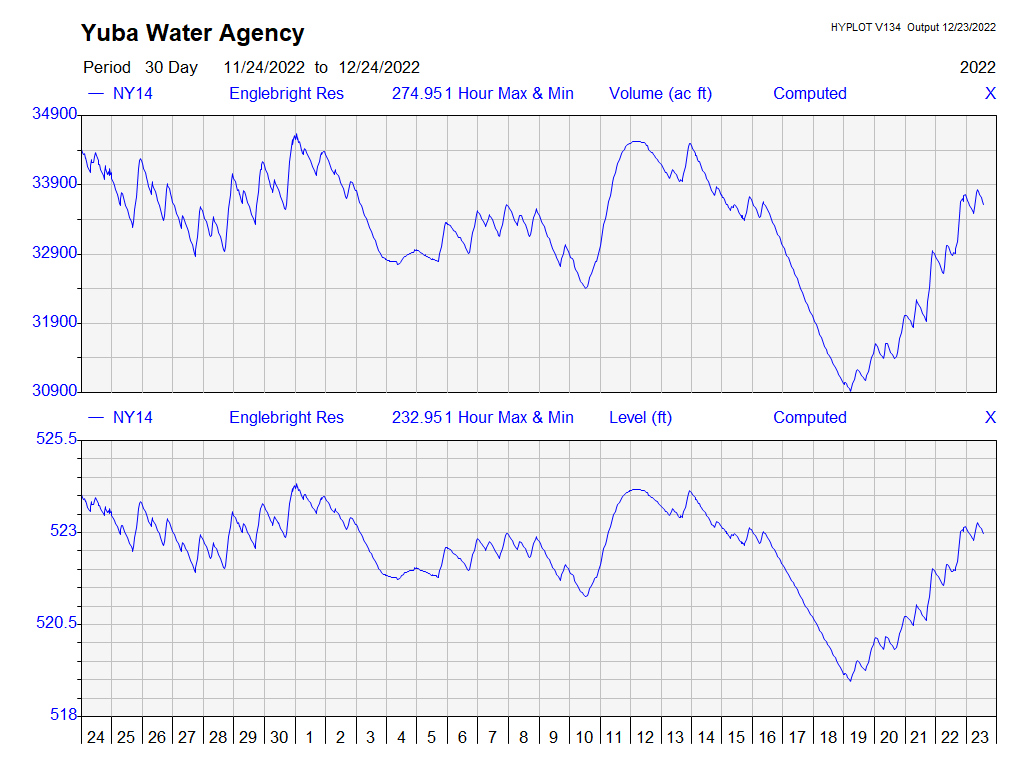 Yuba Water Agency
HYPLOT V134 Output 12/23/2022
Period 30 Day 11/24/2022 to 12/24/2022 2022
NY14 Englebright Res 274.951 Hour Max & Min Volume (ac ft) Computed X
34900
33900
32900
31900
30900
NY14 Englebright Res 232.951 Hour Max & Min Level (ft) Computed X
525.5
523
520.5
518
24 25 26 27 28 29 30 1 2 3 4 5 6 7 8 9 10 11 12 13 14 15 16 17 18 19 20 21 22 23